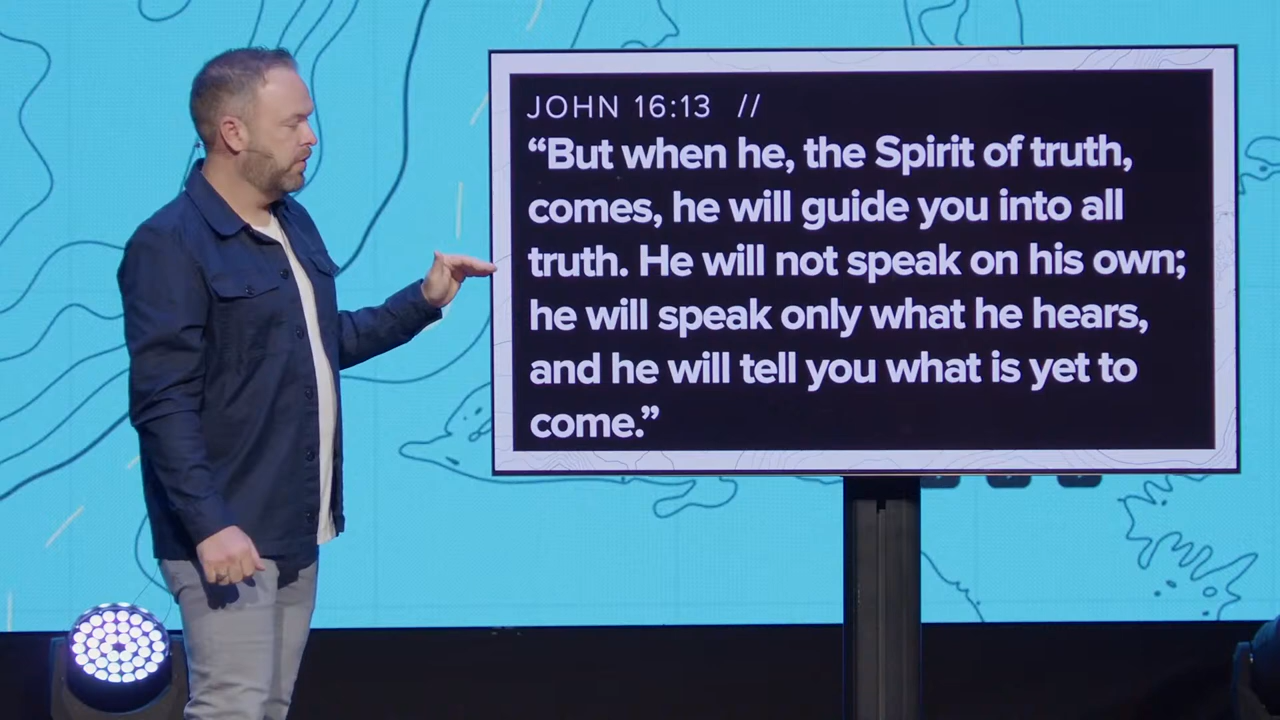 JOHN 16:13 //
“But when he, the Spirit of truth,
comes, he will guide you into all
truth. He will not speak on his own;
he will speak only what he hears,
and he will tell you what is yet to
come.”